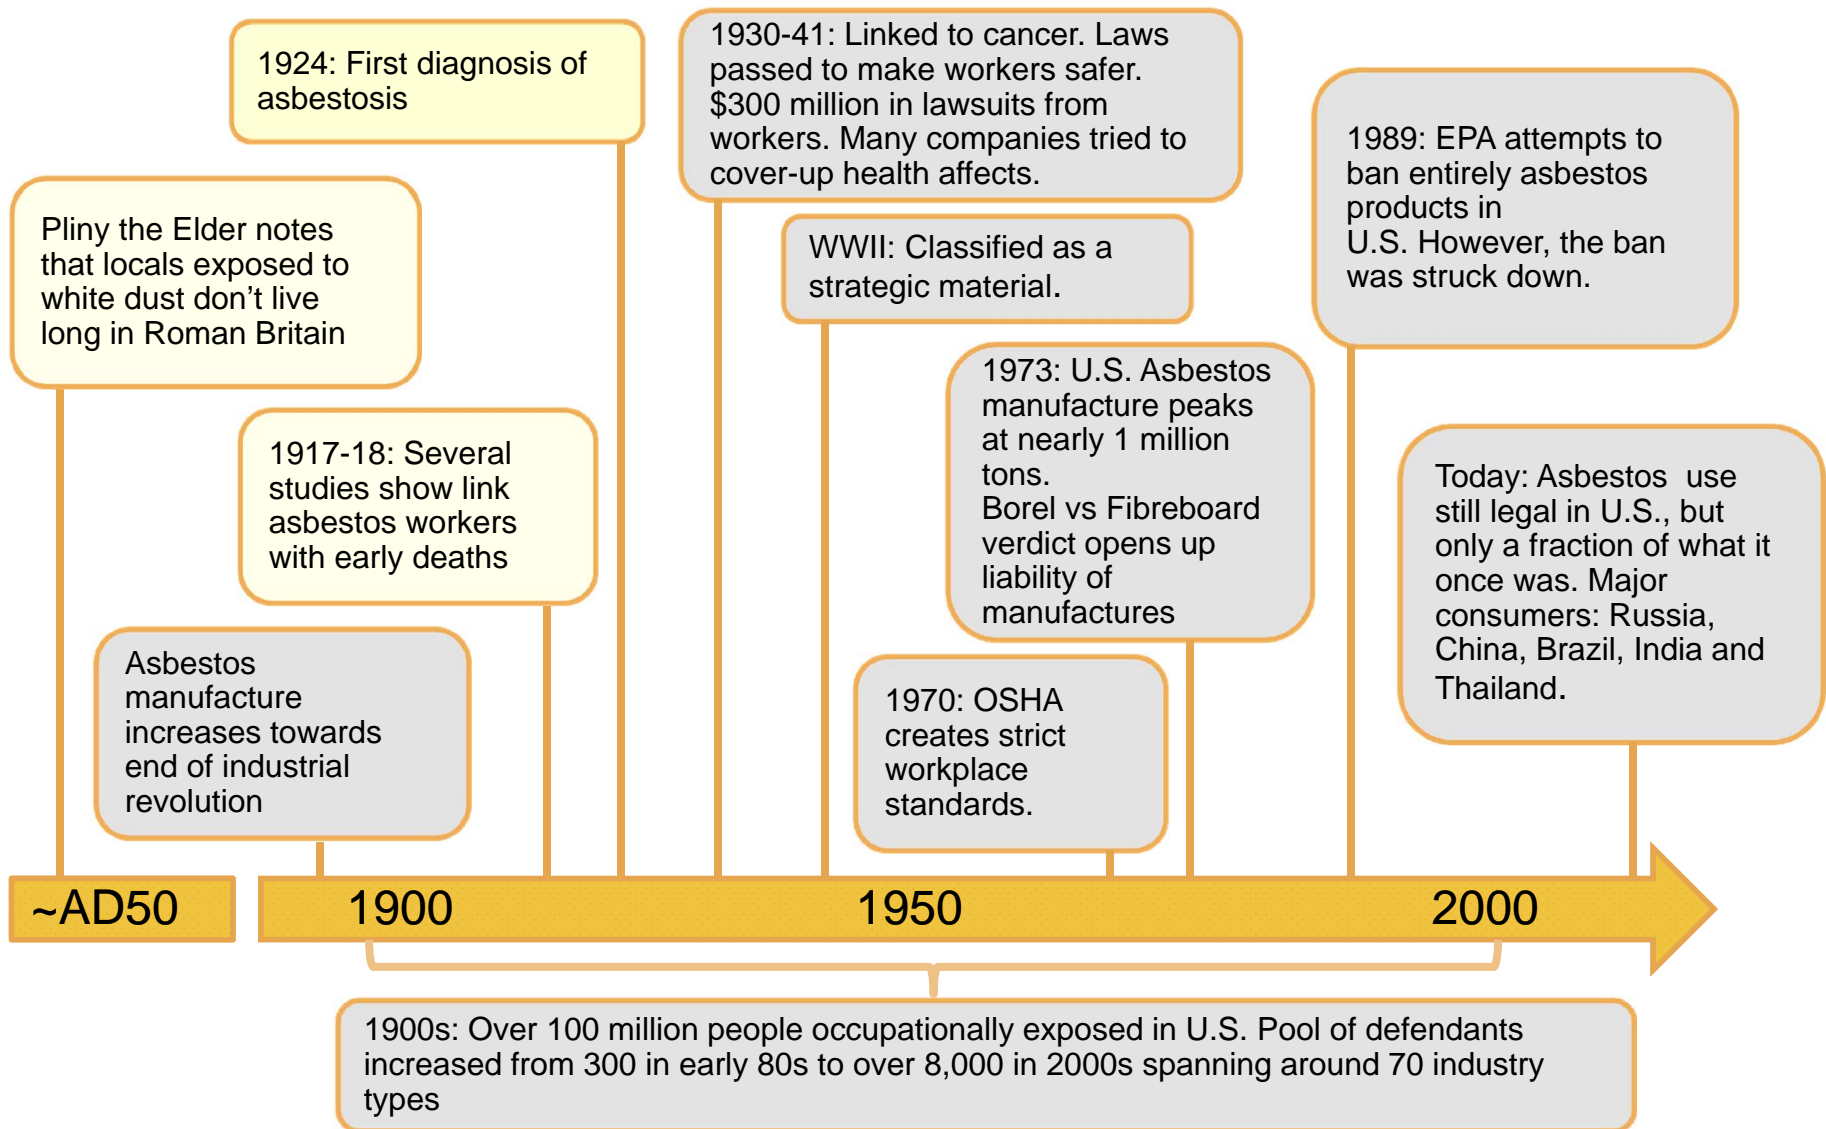 1924: First diagnosis of
asbestosis
1930-41: Linked to cancer. Laws
passed to make workers safer.
$300 million in lawsuits from
workers. Many companies tried to
cover-up health affects.
1989: EPA attempts to
ban entirely asbestos
products in
U.S. However, the ban
was struck down.
Pliny the Elder notes
that locals exposed to
white dust don’t live
long in Roman Britain
WWII: Classified as a
strategic material.
1973: U.S. Asbestos
manufacture peaks
at nearly 1 million
tons.
Borel vs Fibreboard
verdict opens up
liability of
manufactures
1917-18: Several
studies show link
asbestos workers
with early deaths
Today: Asbestos  use
still legal in U.S., but
only a fraction of what it
once was. Major
consumers: Russia,
China, Brazil, India and
Thailand.
Asbestos
manufacture
increases towards
end of industrial
revolution
1970: OSHA
creates strict
workplace
standards.
~AD50
1900
1950
2000
1900s: Over 100 million people occupationally exposed in U.S. Pool of defendants
increased from 300 in early 80s to over 8,000 in 2000s spanning around 70 industry
types